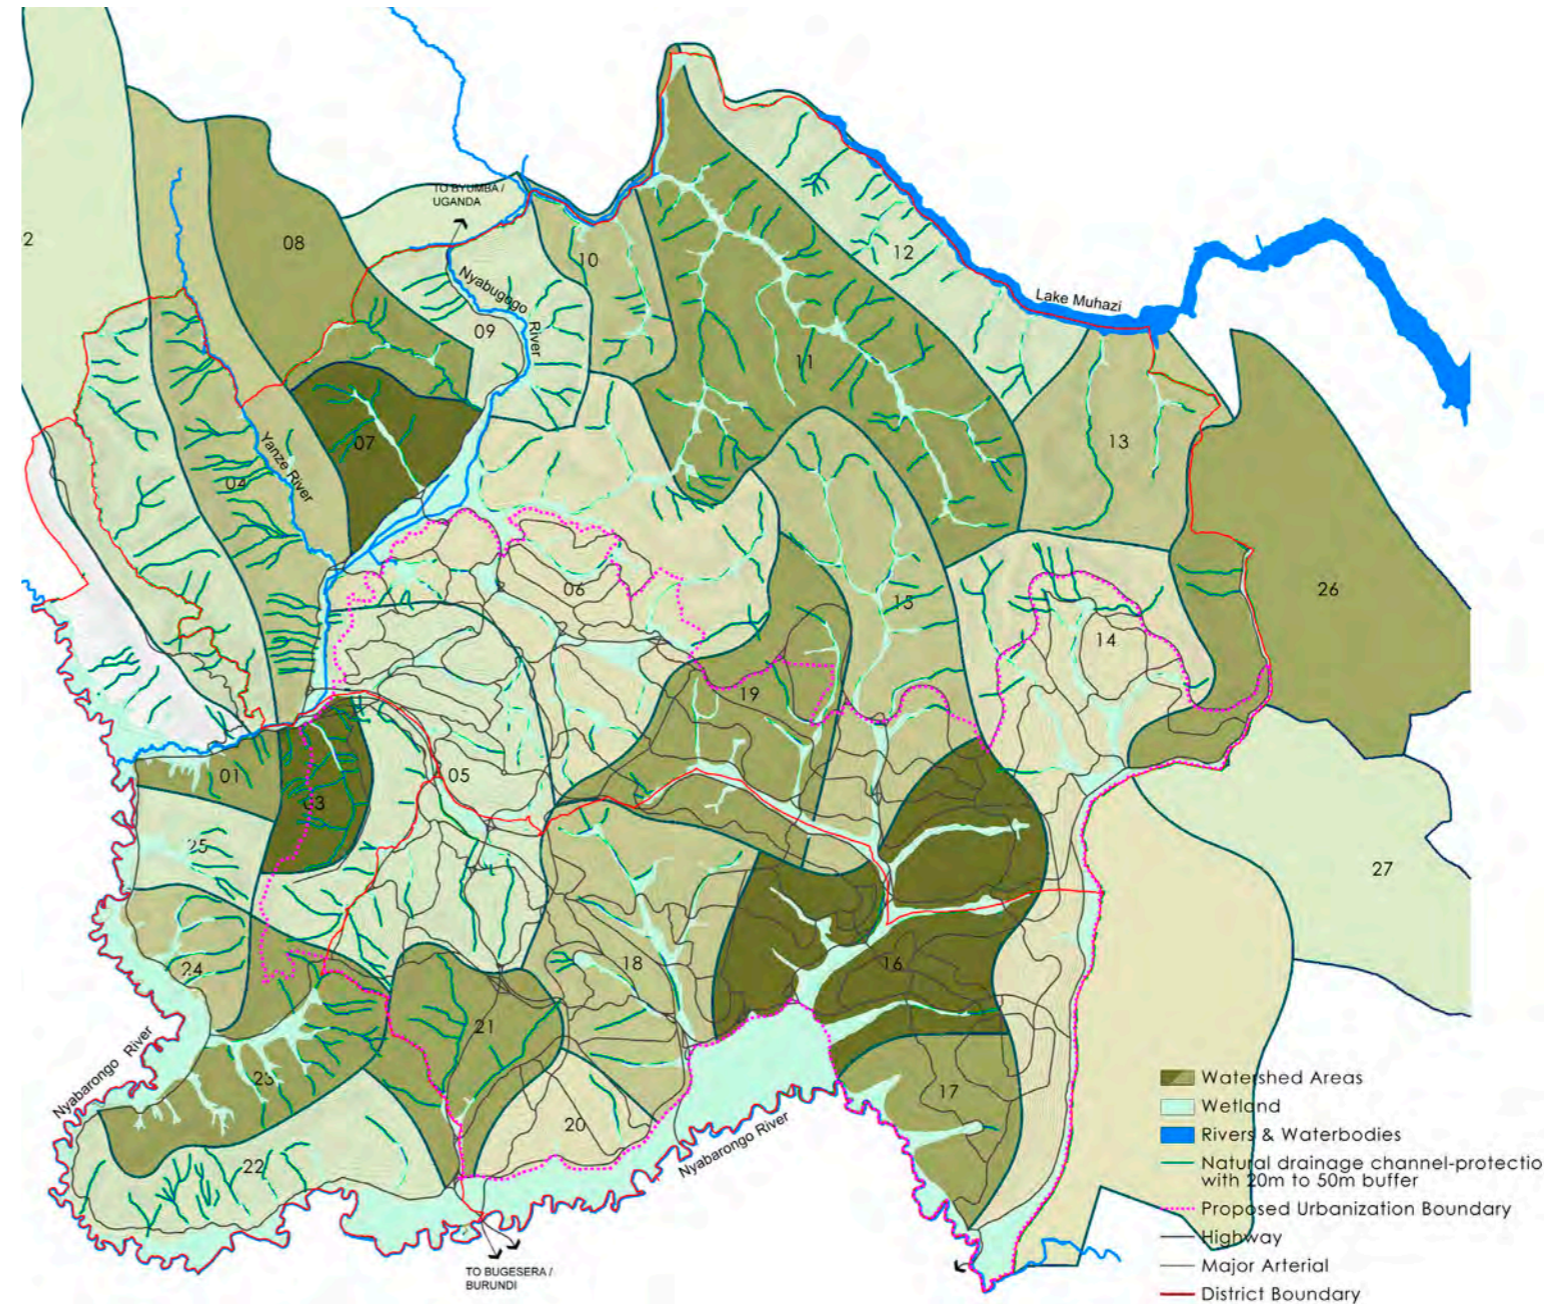 TO BYUMBA /
UGANDA
2
08
10
12
Nyabugogo River
09
Lake Muhazi
11
07
13
04
Yanze River
26
06
15
14
19
01
05
03
25
27
24
18
16
21
Nyabarongo River
23
17
20
22
Nyabarongo River
TO BUGESERA /
BURUNDI
Watershed Areas
Wetland
Rivers & Waterbodies
Natural drainage channel-protectio
with 20m to 50m buffer
Proposed Urbanization Boundary
Highway
Major Arterial
District Boundary